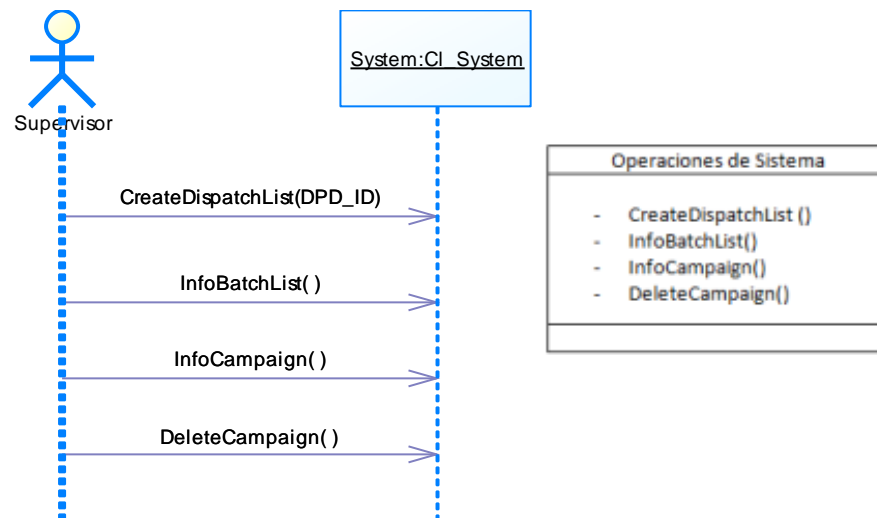 System:CI_System
Supervisor
CreateDispatchList(DPD_ID)
InfoBatchList( )
InfoCampaign( )
DeleteCampaign( )
Operaciones de Sistema
- CreateDispatchList ()
- InfoBatchList()
- InfoCampaign()
- DeleteCampaign()